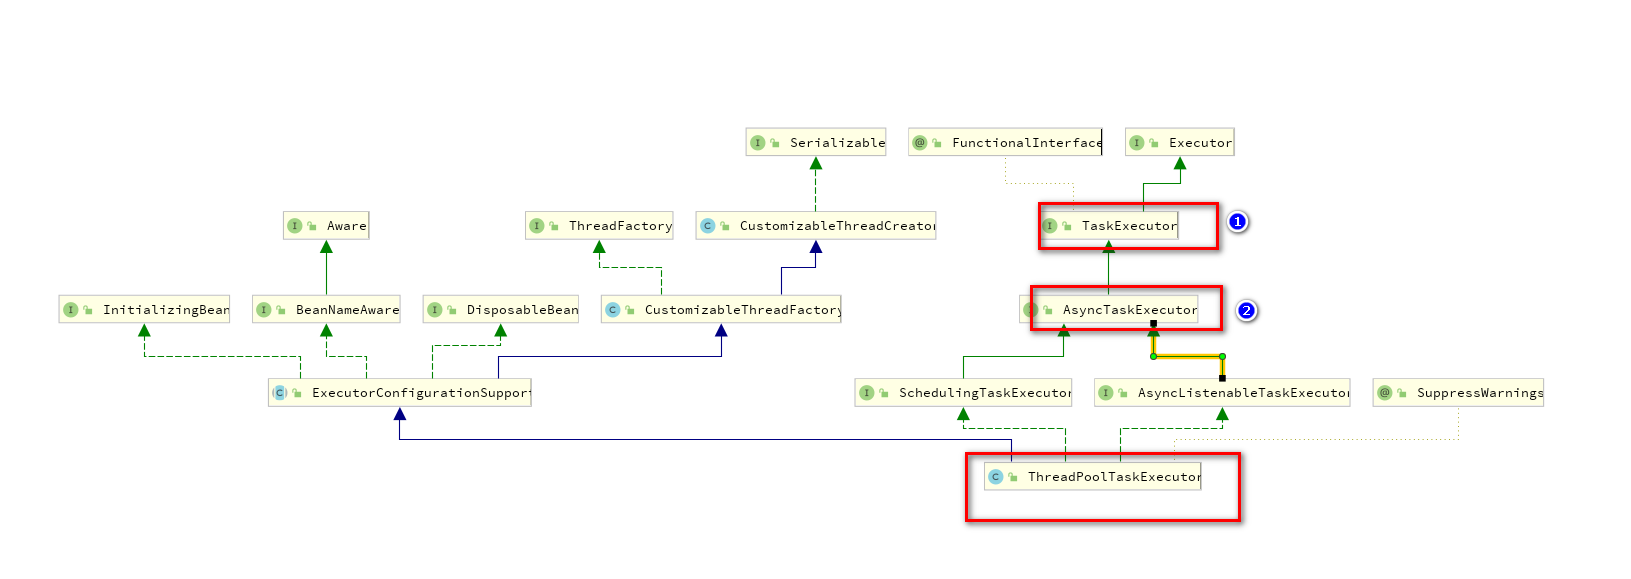 Serializable
FunctionalInterface
Executor
Aware
ThreadFactory
CustomizableThreadCreator
TaskExecutor
1
InitializingBean
BeanNameAware
DisposableBean
CustomizableThreadFactory
AsyncTaskExecutor
2
ExecutorConfigurationSupport
SchedulingTaskExecutor
AsyncListenableTaskExecutor
SuppressWarnings
ThreadPoolTaskExecutor